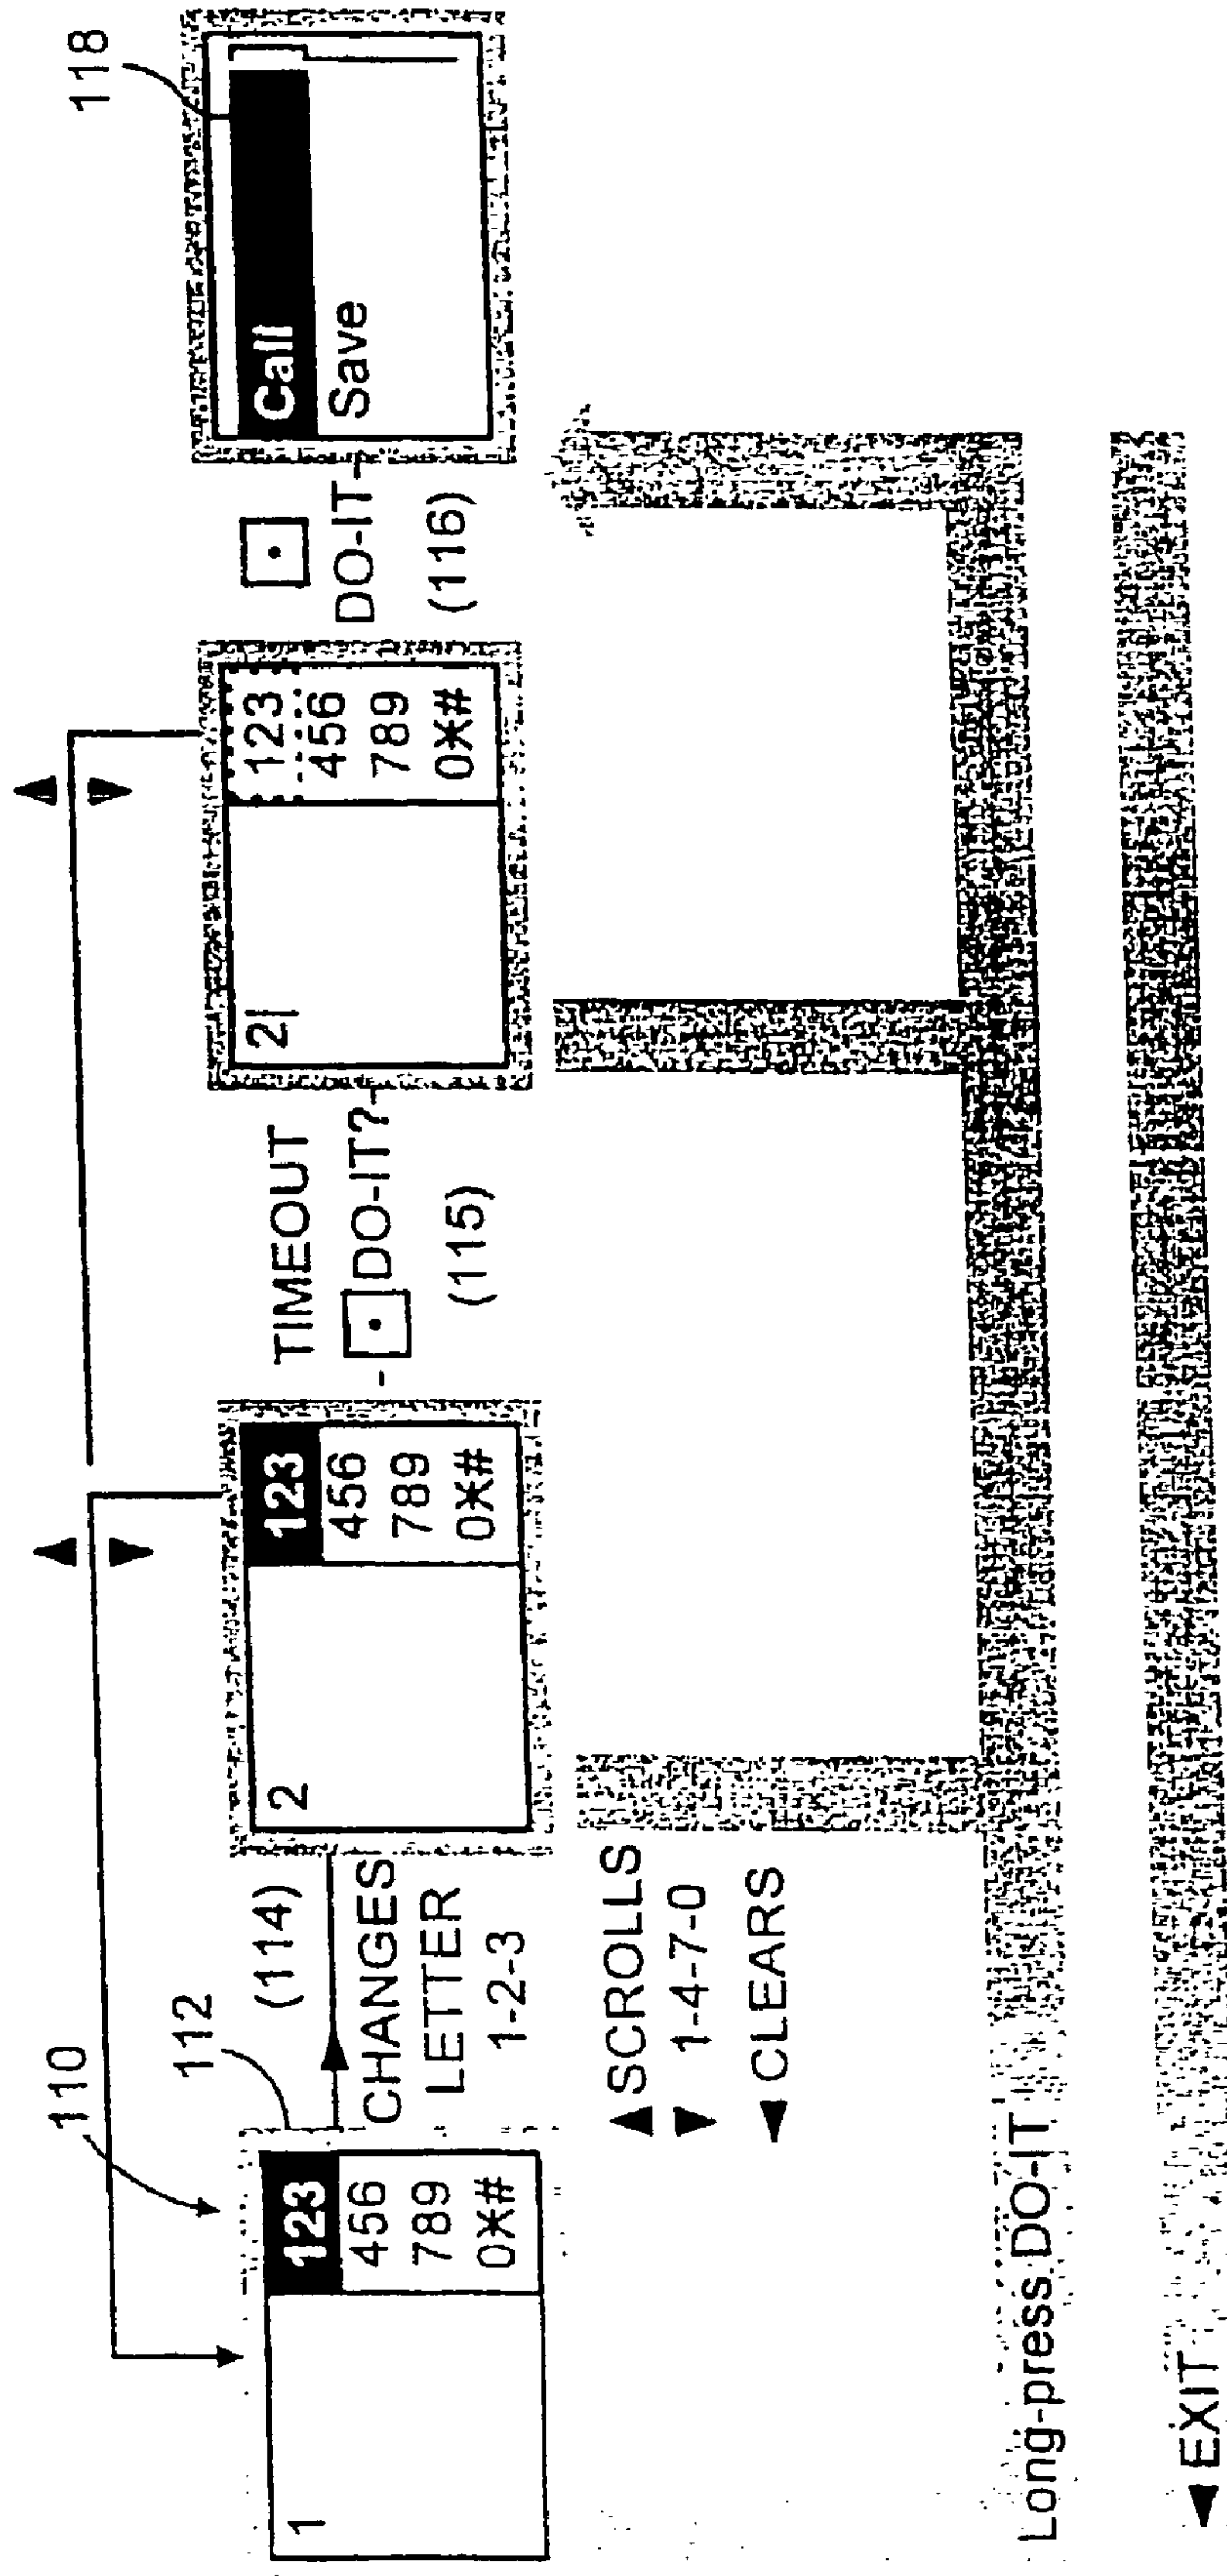 110
112
1
123
456
789
0*#
(114)
CHANGES
LETTER
1-2-3
SCROLLS
1-4-7-0
CLEARS
2
123
456
789
0*#
TIMEOUT
- DO-IT?
(115)
2|
123
456
789
0*#
DO-IT
(116)
118
Call
Save
Long-press DO-IT
EXIT